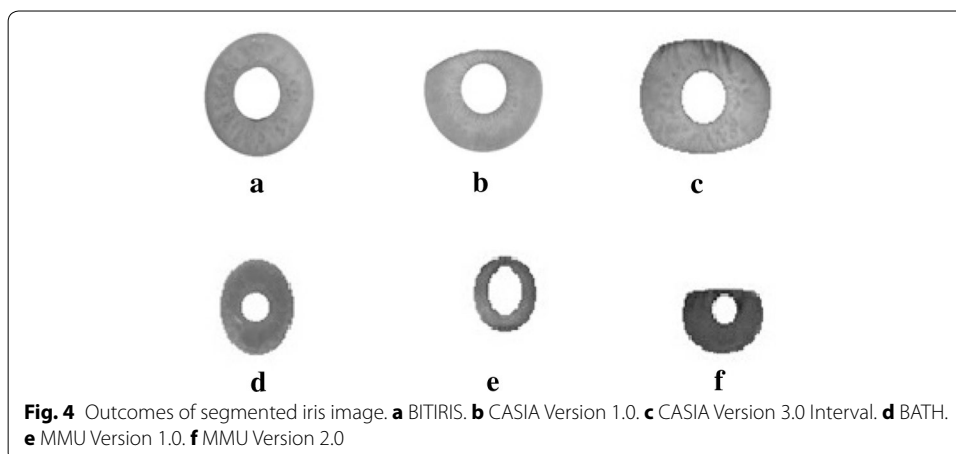 a
b
c
d
e
f
Fig. 4 Outcomes of segmented iris image. a BITIRIS. b CASIA Version 1.0. c CASIA Version 3.0 Interval. d BATH.
e MMU Version 1.0. f MMU Version 2.0